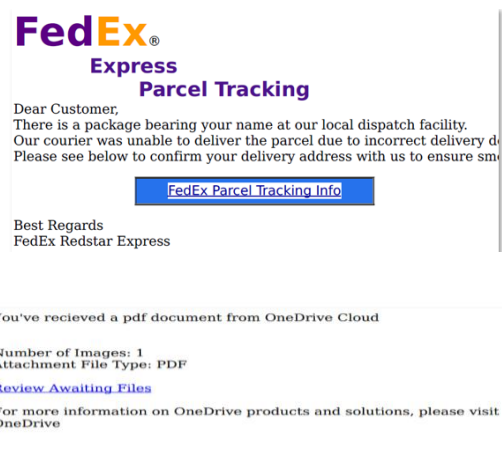 FedEx®
Express
Parcel Tracking
Dear Customer,
There is a package bearing your name at our local dispatch facility.
Our courier was unable to deliver the parcel due to incorrect delivery
Please see below to confirm your delivery address with us to ensure
FedEx Parcel Tracking Info
Best Regards
FedEx Redstar Express
You've recieved a pdf document from OneDrive Cloud
Number of Images: 1
Attachment File Type: PDF
Review Awaiting Files
For more information on OneDrive products and solutions, please visit
OneDrive